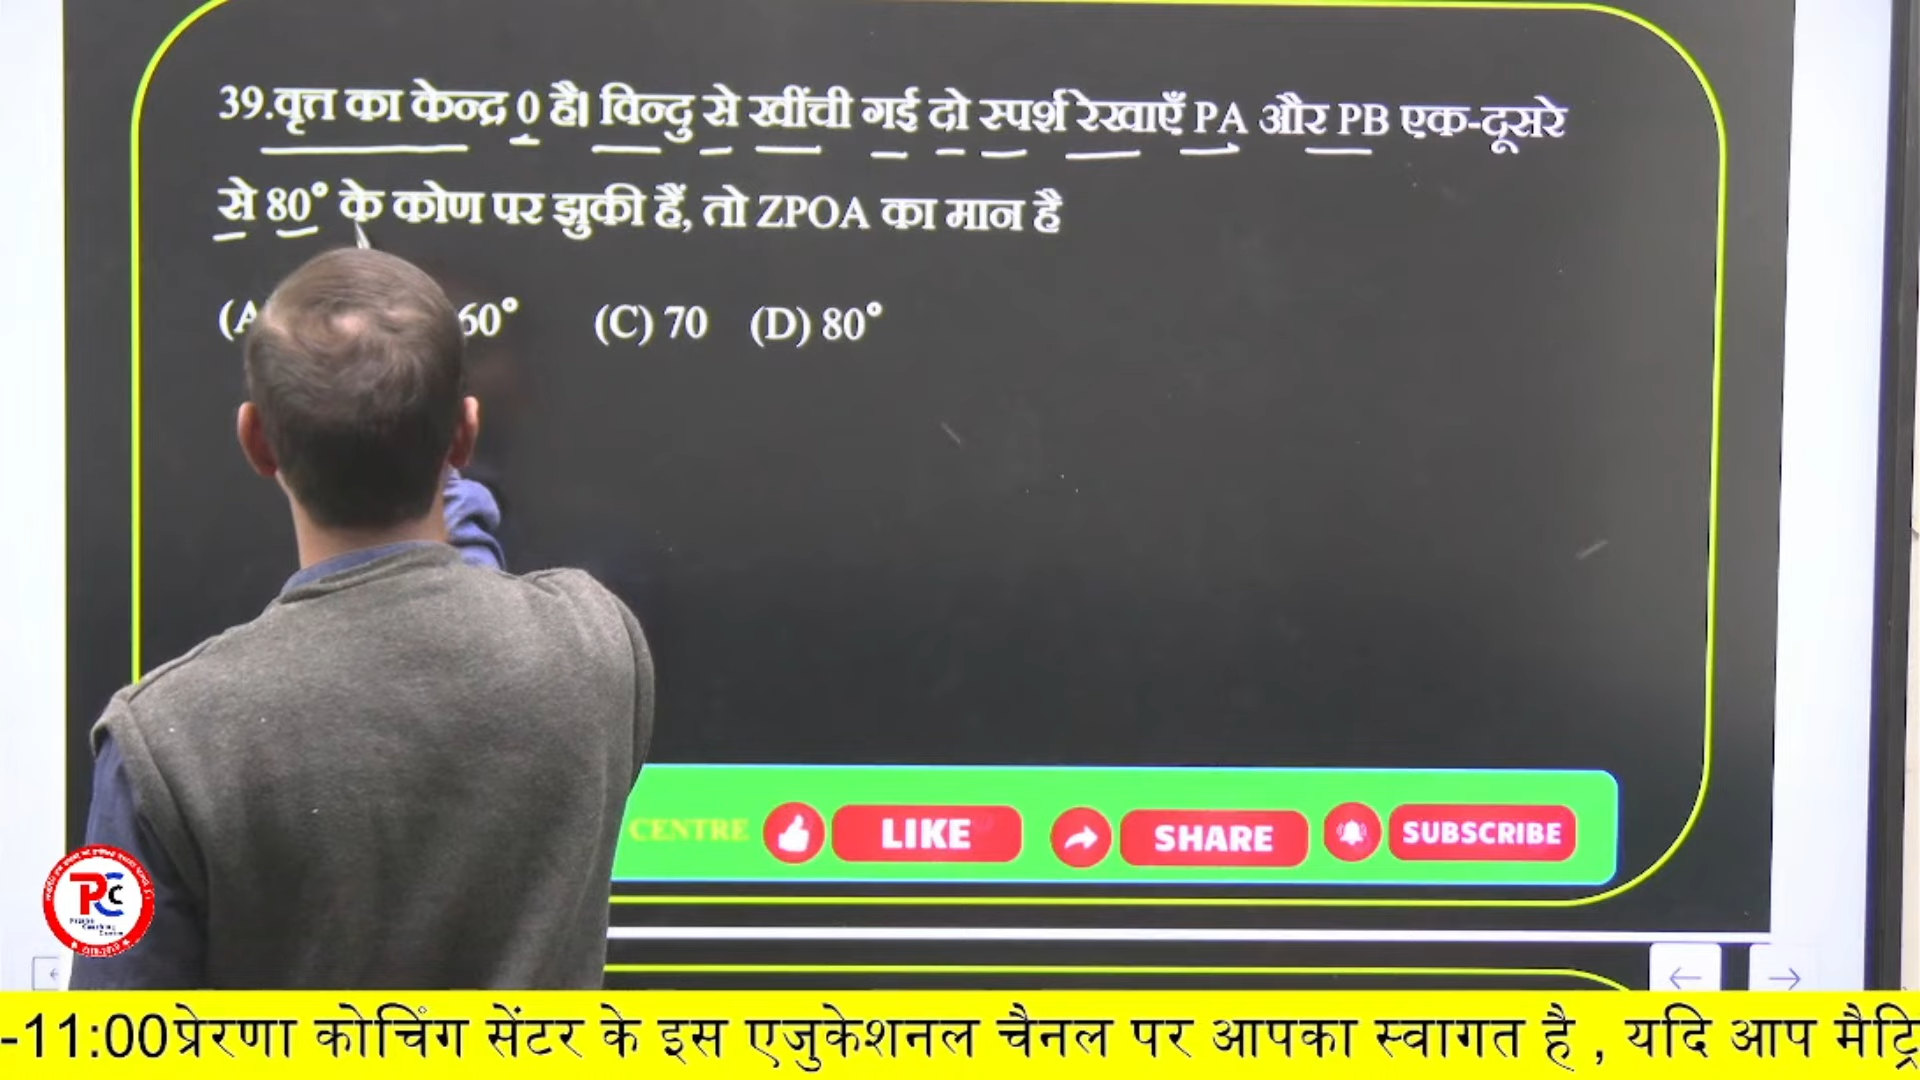 39.वृत्त का केन्द्र 0 है। विन्दु से खींची गई दो स्पर्श रेखाएँ PA और PB एक-दूसरे
से 80° के कोण पर झुकी हैं, तो ZPOA का मान है
(A 60° (C) 70 (D) 80°
CENTRE LIKE SHARE SUBSCRIBE
PCC
-11:00प्रेरणा कोचिंग सेंटर के इस एजुकेशनल चैनल पर आपका स्वागत है , यदि आप मैट्रि